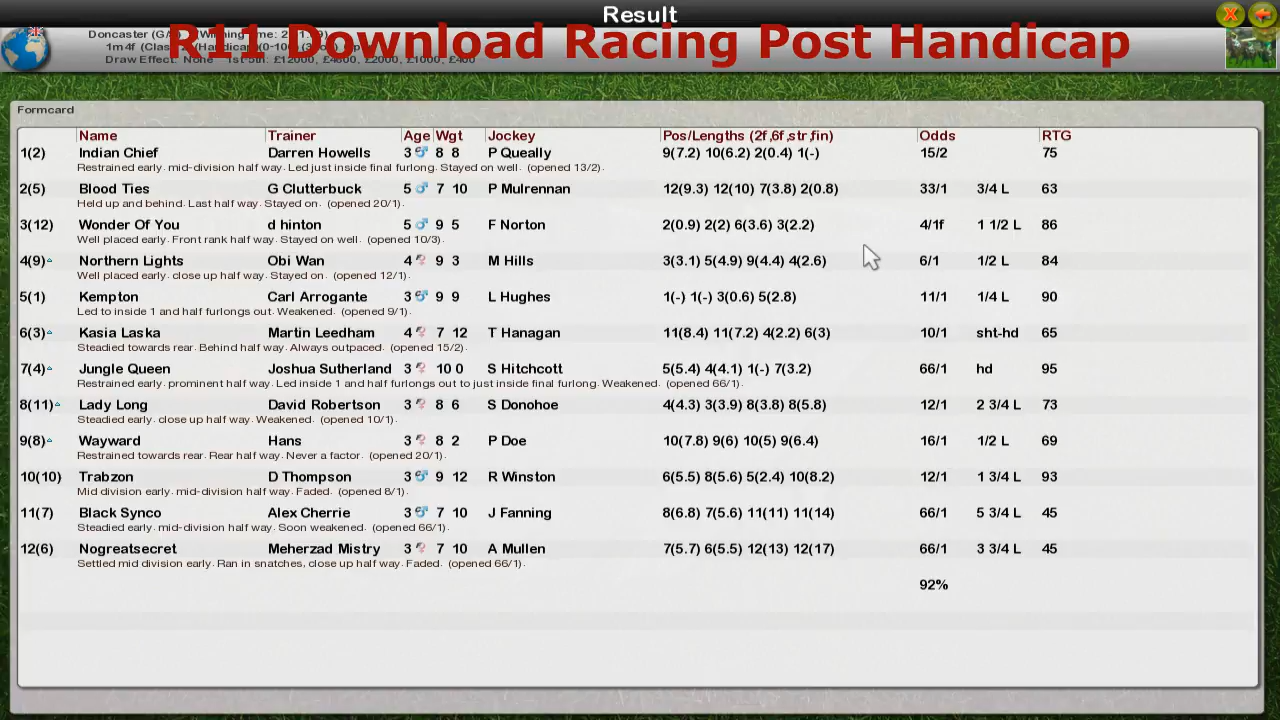 Result
R11 Download Racing Post Handicap
Doncaster
Draw Effect: None 1st-5th: £12000, £4000, £2000, £1000, £400
Formcard
Name Trainer Age Wgt Jockey Pos/Lengths (2f,6f,str,fin) Odds RTG
1(2) Indian Chief Darren Howells 3 8 8 P Queally 9(7.2) 10(6.2) 2(0.4) 1(-) 15/2 75
Restrained early. mid-division half way. Led just inside final furlong. Stayed on well. (opened 13/2).
2(5) Blood Ties G Clutterbuck 5 7 10 P Mulrennan 12(9.3) 12(10) 7(3.8) 2(0.8) 33/1 3/4 L 63
Held up and behind. Last half way. Stayed on. (opened 20/1).
3(12) Wonder Of You d hinton 5 9 5 F Norton 2(0.9) 2(2) 6(3.6) 3(2.2) 4/1f 1 1/2 L 86
Well placed early. Front rank half way. Stayed on well. (opened 10/3).
4(9) Northern Lights Obi Wan 4 9 3 M Hills 3(3.1) 5(4.9) 9(4.4) 4(2.6) 6/1 1/2 L 84
Well placed early. close up half way. Stayed on. (opened 12/1).
5(1) Kempton Carl Arrogante 3 9 9 L Hughes 1(-) 1(-) 3(0.6) 5(2.8) 11/1 1/4 L 90
Led to inside 1 and half furlongs out. Weakened. (opened 9/1).
6(3) Kasia Laska Martin Leedham 4 7 12 T Hanagan 11(8.4) 11(7.2) 4(2.2) 6(3) 10/1 sht-hd 65
Steadied towards rear. Behind half way. Always outpaced. (opened 15/2).
7(4) Jungle Queen Joshua Sutherland 3 10 0 S Hitchcott 5(5.4) 4(4.1) 1(-) 7(3.2) 66/1 hd 95
Restrained early. prominent half way. Led inside 1 and half furlongs out to just inside final furlong. Weakened. (opened 66/1).
8(11) Lady Long David Robertson 3 8 6 S Donohoe 4(4.3) 3(3.9) 8(3.8) 8(5.8) 12/1 2 3/4 L 73
Steadied early. close up half way. Weakened. (opened 10/1).
9(8) Wayward Hans 3 8 2 P Doe 10(7.8) 9(6) 10(5) 9(6.4) 16/1 1/2 L 69
Restrained towards rear. Rear half way. Never a factor. (opened 20/1).
10(10) Trabzon D Thompson 3 9 12 R Winston 6(5.5) 8(5.6) 5(2.4) 10(8.2) 12/1 1 3/4 L 93
Mid division early. mid-division half way. Faded. (opened 8/1).
11(7) Black Synco Alex Cherrie 3 7 10 J Fanning 8(6.8) 7(5.6) 11(11) 11(14) 66/1 5 3/4 L 45
Steadied early. mid-division half way. Soon weakened. (opened 66/1).
12(6) Nogreatsecret Meherzad Mistry 3 7 10 A Mullen 7(5.7) 6(5.5) 12(13) 12(17) 66/1 3 3/4 L 45
Settled mid division early. Ran in snatches, close up half way. Faded. (opened 66/1).
92%